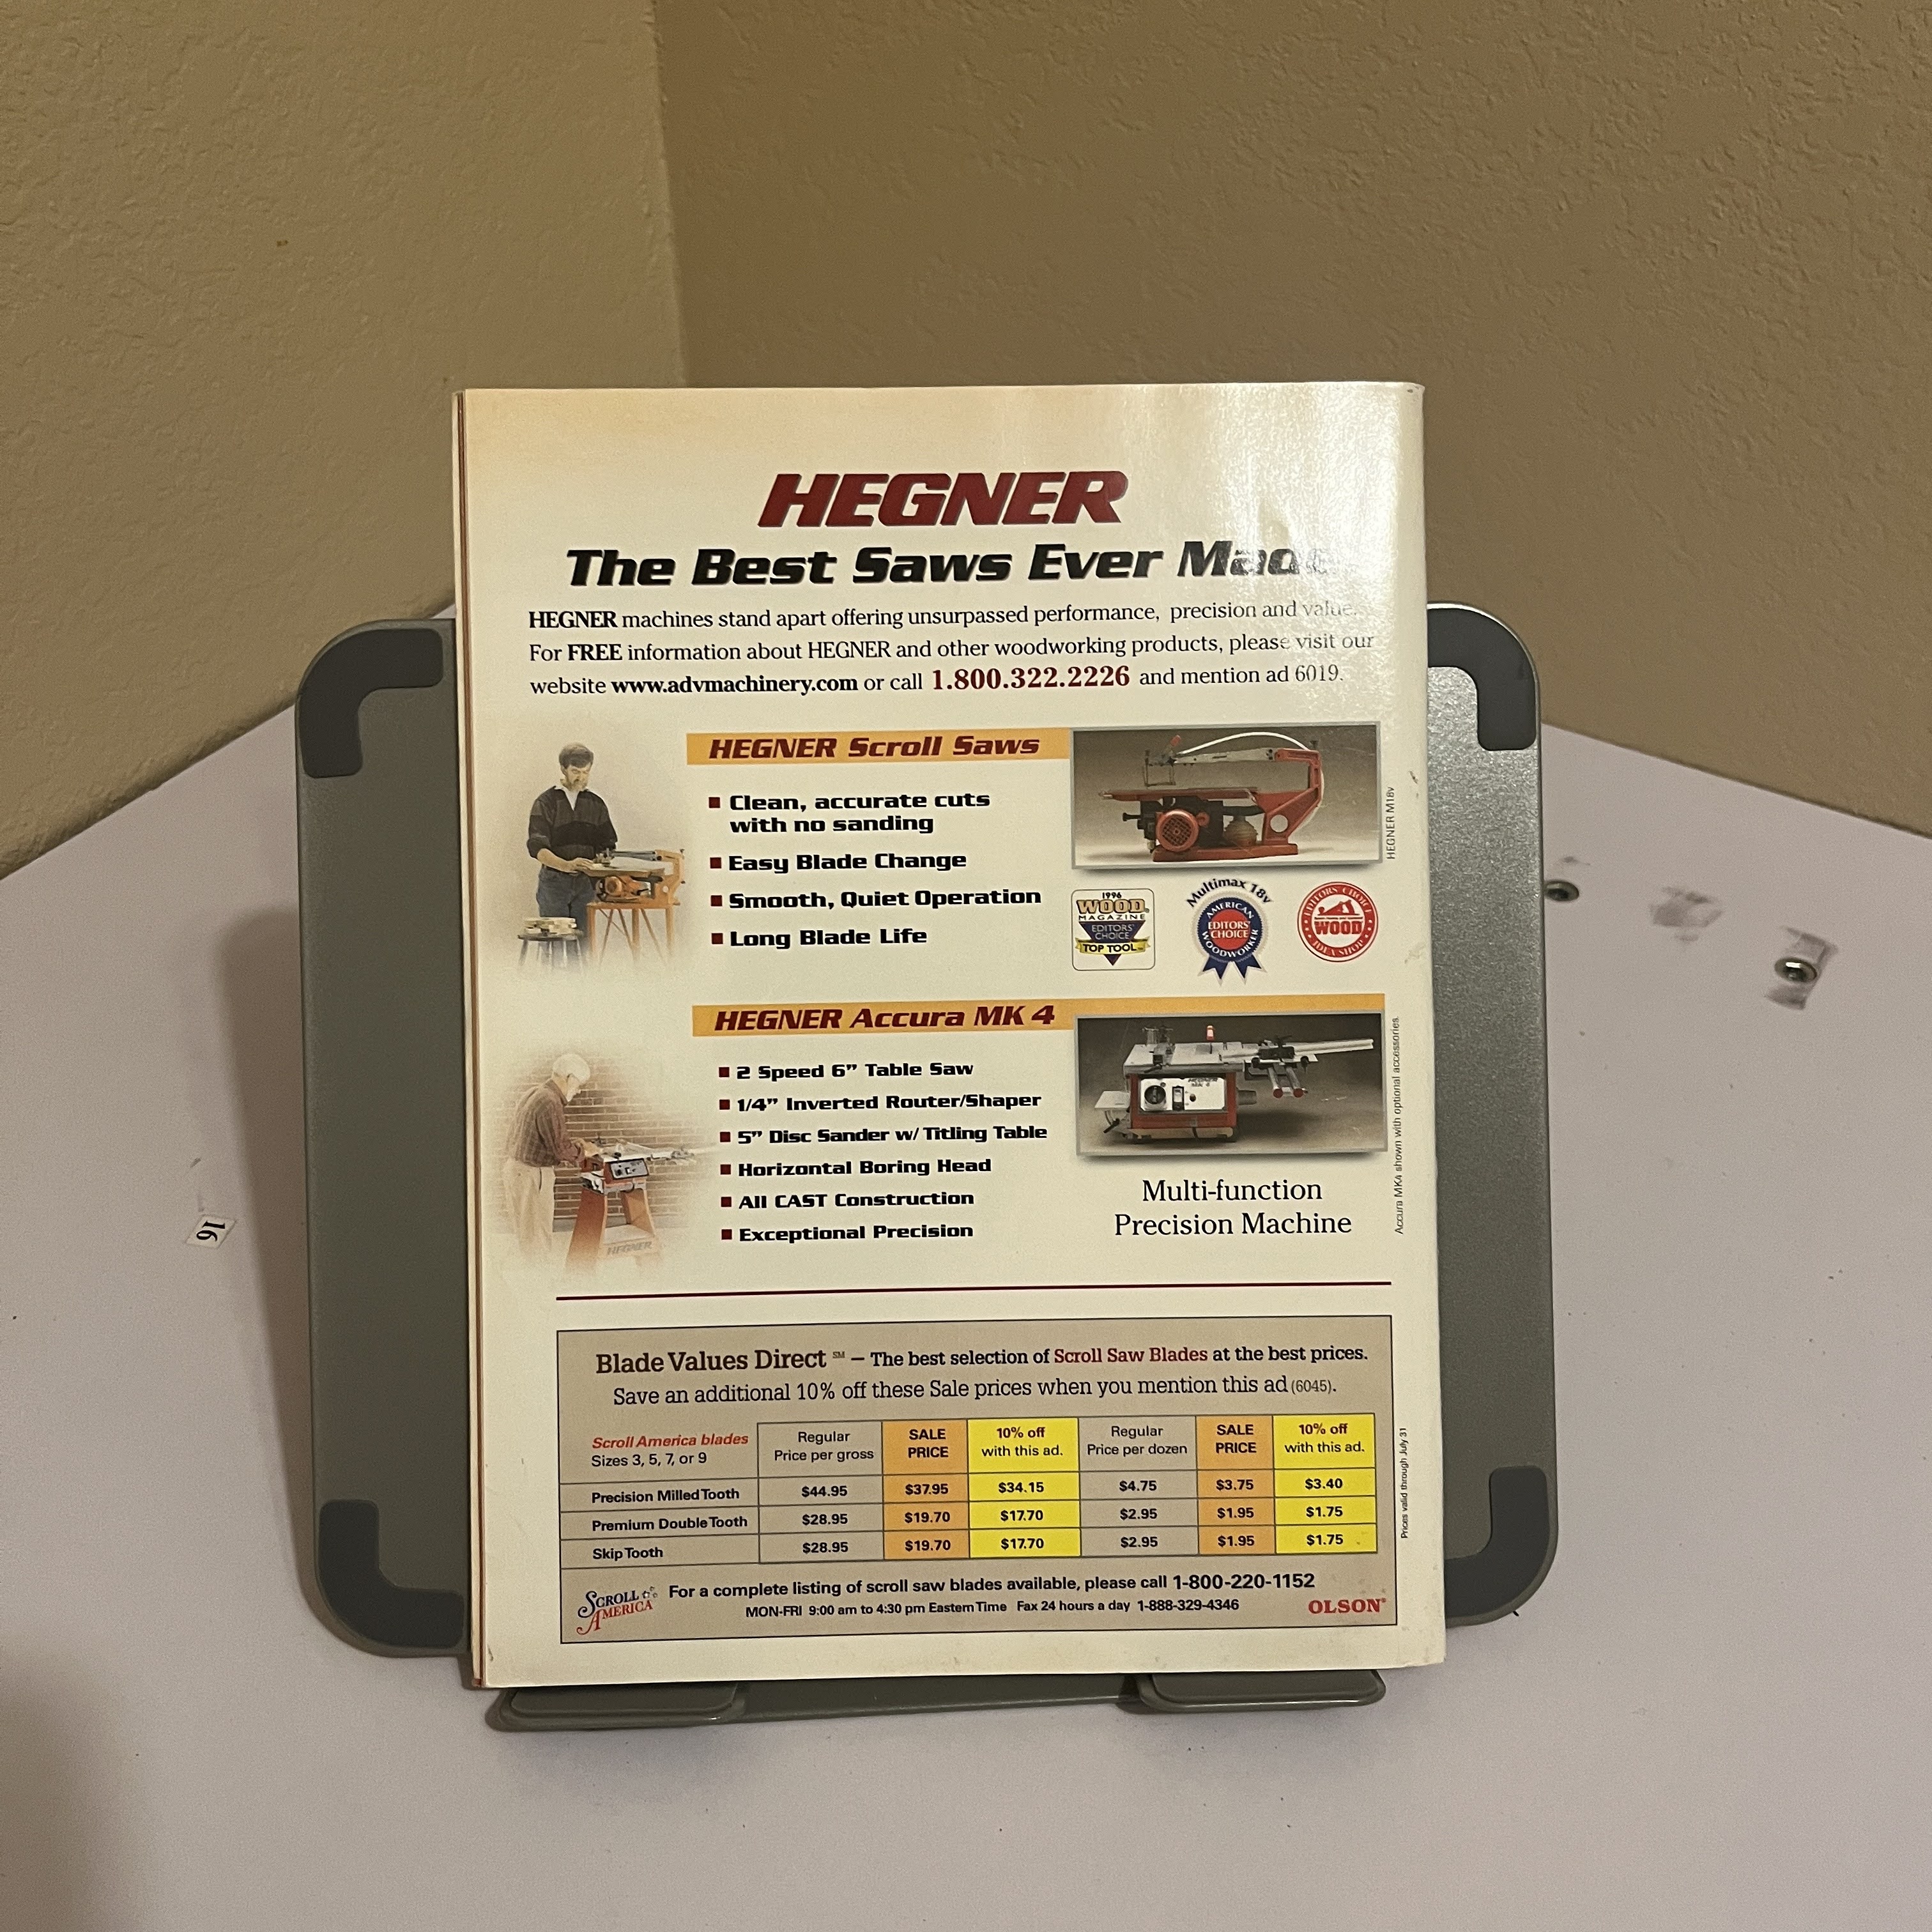 HEGNER
The Best Saws Ever Made
HEGNER machines stand apart offering unsurpassed performance, precision and value.
For FREE information about HEGNER and other woodworking products, please visit our
website www.advmachinery.com or call 1.800.322.2226 and mention ad 6019.
HEGNER Scroll Saws
Clean, accurate cuts
with no sanding
Easy Blade Change
Smooth, Quiet Operation
Long Blade Life
HEGNER M18v
1996
WOOD
MAGAZINE
EDITORS'
CHOICE
TOP TOOL
Multimax 18v
AMERICAN
EDITORS'
CHOICE
WOODWORKER
EDITORS' CHOICE
WOOD
IDEA SHOP
HEGNER Accura MK 4
2 Speed 6" Table Saw
1/4" Inverted Router/Shaper
5" Disc Sander w/ Titling Table
Horizontal Boring Head
All CAST Construction
Exceptional Precision
HEGNER
Multi-function
Precision Machine
Accura MK4 shown with optional accessories.
Blade Values Direct SM – The best selection of Scroll Saw Blades at the best prices.
Save an additional 10% off these Sale prices when you mention this ad (6045).
Scroll America blades
Sizes 3, 5, 7, or 9
Regular Price per gross SALE PRICE 10% off with this ad. Regular Price per dozen SALE PRICE 10% off with this ad.
Precision Milled Tooth $44.95 $37.95 $34.15 $4.75 $3.75 $3.40
Premium Double Tooth $28.95 $19.70 $17.70 $2.95 $1.95 $1.75
Skip Tooth $28.95 $19.70 $17.70 $2.95 $1.95 $1.75
Prices valid through July 31
SCROLL AMERICA
For a complete listing of scroll saw blades available, please call 1-800-220-1152
MON-FRI 9:00 am to 4:30 pm Eastern Time Fax 24 hours a day 1-888-329-4346
OLSON®
16